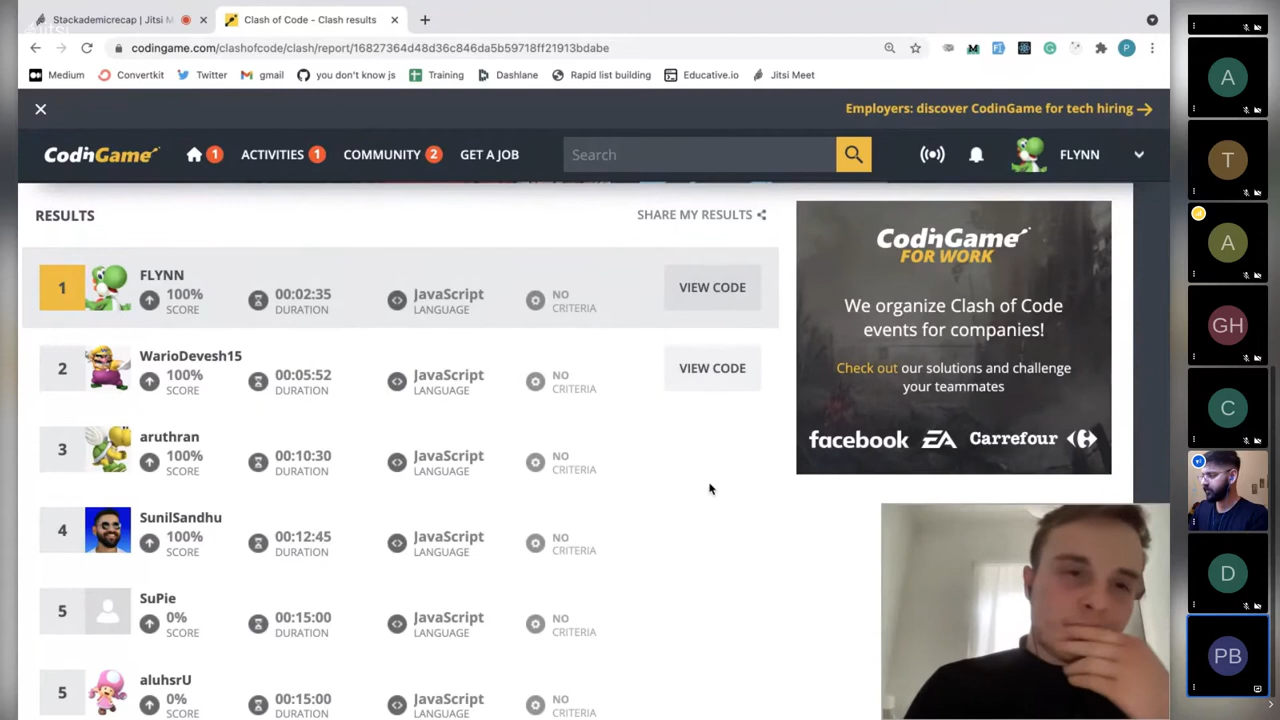 Stackademicrecap | Jitsi M
Clash of Code - Clash results
codingame.com/clashofcode/clash/report/16827364d48d36c846da5b59718ff21913bdabe
Medium Convertkit Twitter gmail you don't know js Training Dashlane Rapid list building Educative.io Jitsi Meet
Employers: discover CodinGame for tech hiring
CODINGAME 1 ACTIVITIES 1 COMMUNITY 2 GET A JOB Search FLYNN
RESULTS
SHARE MY RESULTS
1 FLYNN
100% 00:02:35 JavaScript NO
SCORE DURATION LANGUAGE CRITERIA
VIEW CODE
2 WarioDevesh15
100% 00:05:52 JavaScript NO
SCORE DURATION LANGUAGE CRITERIA
VIEW CODE
3 aruthran
100% 00:10:30 JavaScript NO
SCORE DURATION LANGUAGE CRITERIA
4 SunilSandhu
100% 00:12:45 JavaScript NO
SCORE DURATION LANGUAGE CRITERIA
5 SuPie
0% 00:15:00 JavaScript NO
SCORE DURATION LANGUAGE CRITERIA
5 aluhsrU
0% 00:15:00 JavaScript NO
SCORE DURATION LANGUAGE CRITERIA
CodinGame
FOR WORK
We organize Clash of Code
events for companies!
Check out our solutions and challenge
your teammates
facebook EA Carrefour
A
T
A
GH
C
D
PB
P